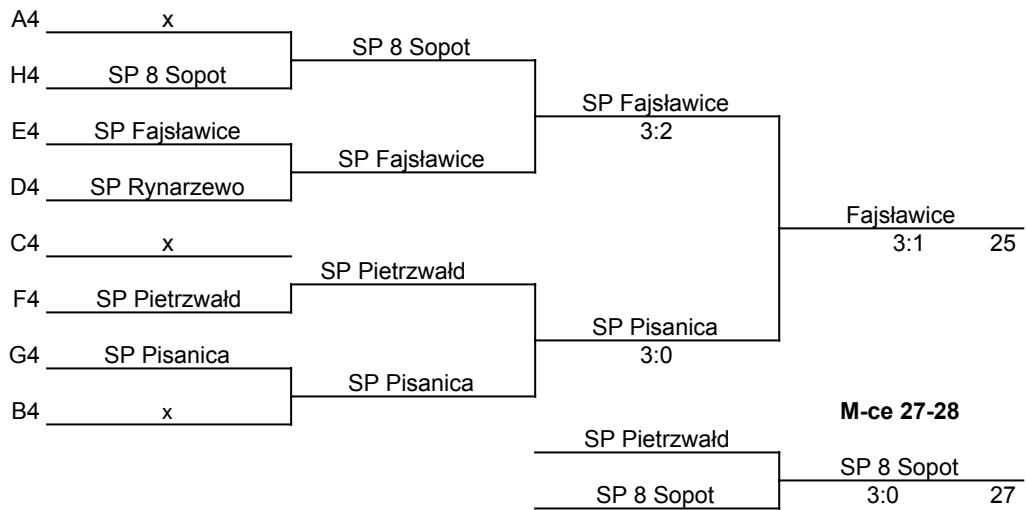 A4 x
SP 8 Sopot
H4 SP 8 Sopot
SP Fajsławice
3:2
E4 SP Fajsławice
SP Fajsławice
D4 SP Rynarzewo
Fajsławice
3:1 25
C4 x
SP Pietrzwałd
F4 SP Pietrzwałd
SP Pisanica
3:0
G4 SP Pisanica
SP Pisanica
B4 x
M-ce 27-28
SP Pietrzwałd
SP 8 Sopot
3:0 27
SP 8 Sopot